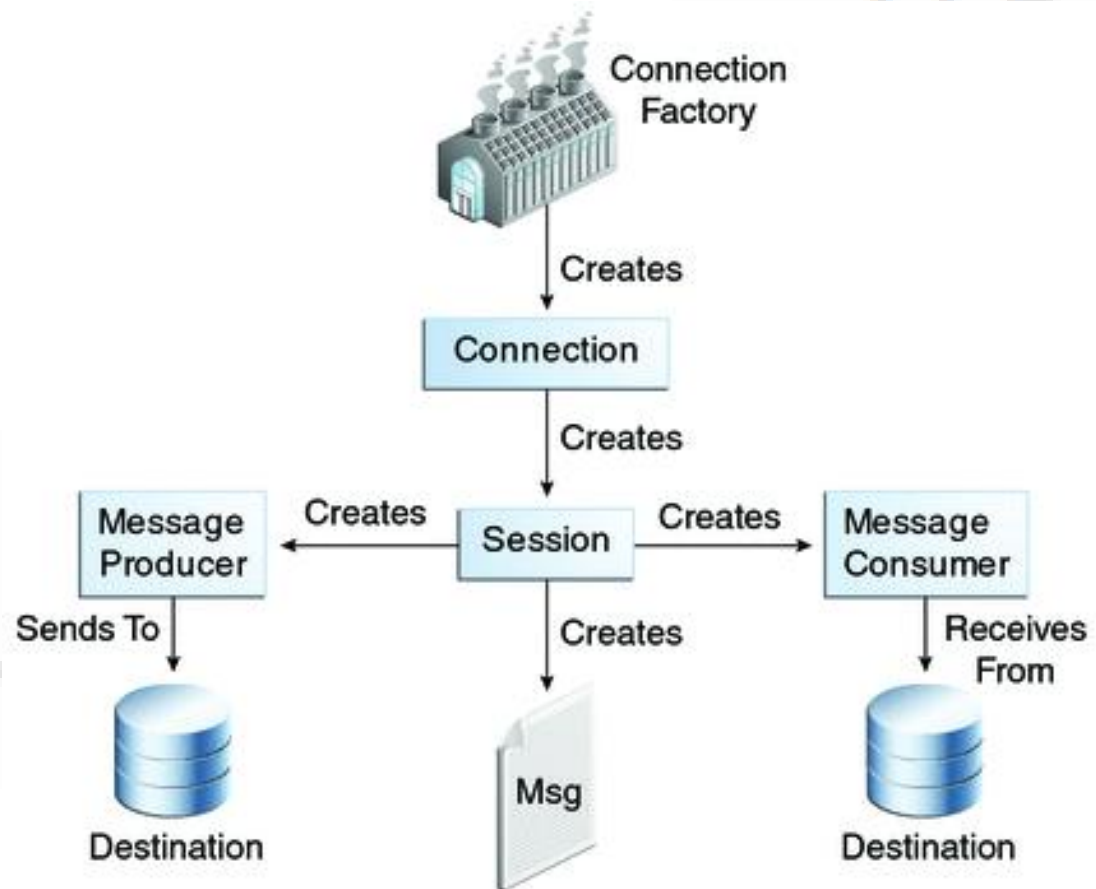 Connection
Factory
Creates
Connection
Creates
Message
Producer
Creates
Session
Creates
Message
Consumer
Sends To
Creates
Receives
From
Destination
Msg
Destination